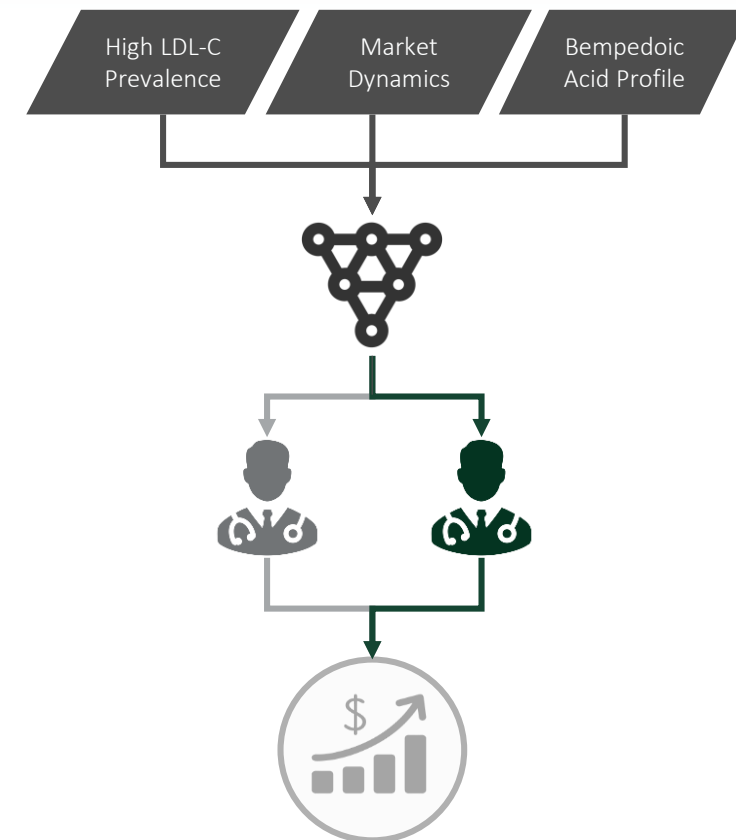 High LDL-C
Prevalence
Market
Dynamics
Bempedoic
Acid Profile
$